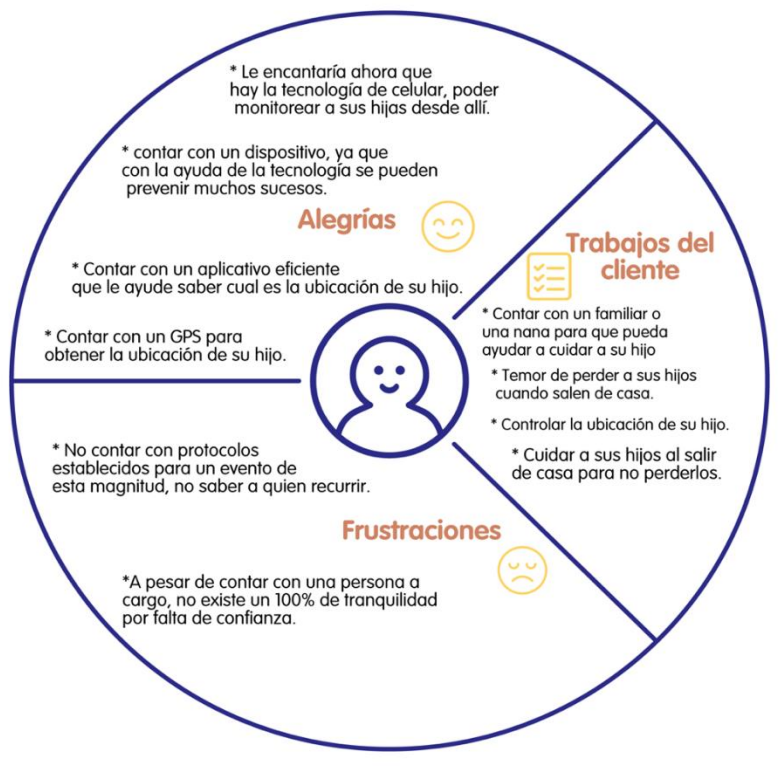 * Le encantaría ahora que
hay la tecnología de celular, poder
monitorear a sus hijas desde allí.
* contar con un dispositivo, ya que
con la ayuda de la tecnología se pueden
prevenir muchos sucesos.
Alegrías
* Contar con un aplicativo eficiente
que le ayude saber cual es la ubicación de su hijo.
* Contar con un GPS para
obtener la ubicación de su hijo.
Trabajos del
cliente
* Contar con un familiar o
una nana para que pueda
ayudar a cuidar a su hijo
* Temor de perder a sus hijos
cuando salen de casa.
* Controlar la ubicación de su hijo.
* Cuidar a sus hijos al salir
de casa para no perderlos.
* No contar con protocolos
establecidos para un evento de
esta magnitud, no saber a quien recurrir.
Frustraciones
*A pesar de contar con una persona a
cargo, no existe un 100% de tranquilidad
por falta de confianza.